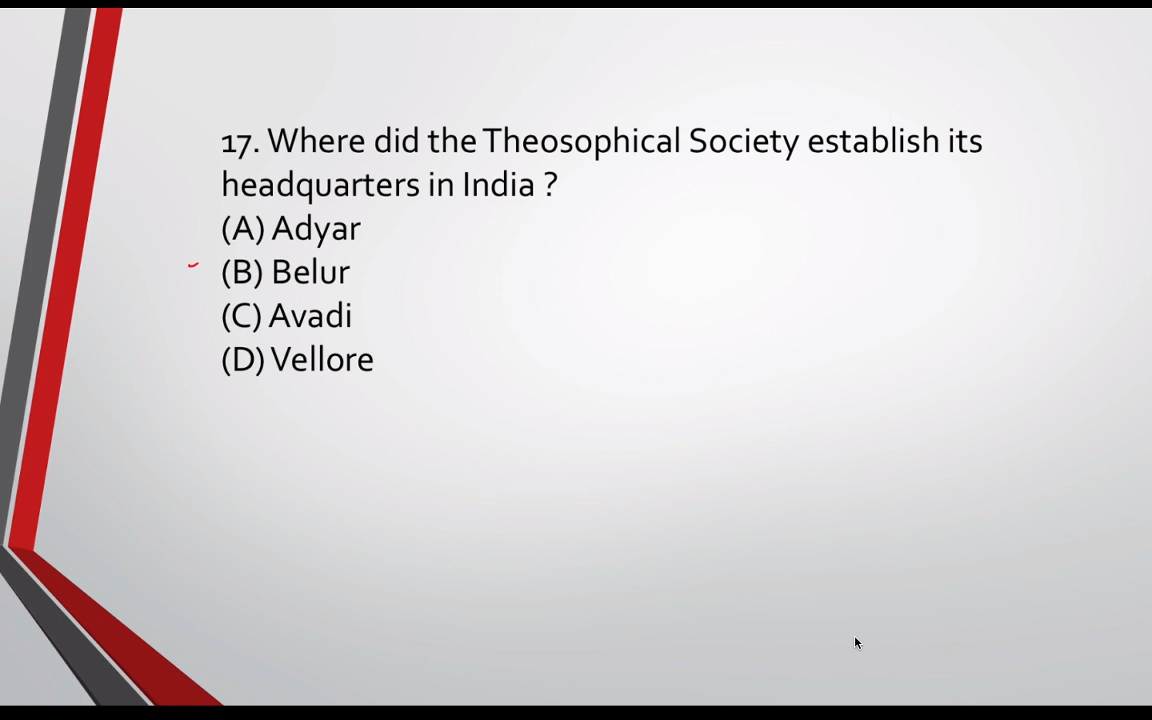 17. Where did the Theosophical Society establish its
headquarters in India ?
(A) Adyar
(B) Belur
(C) Avadi
(D) Vellore